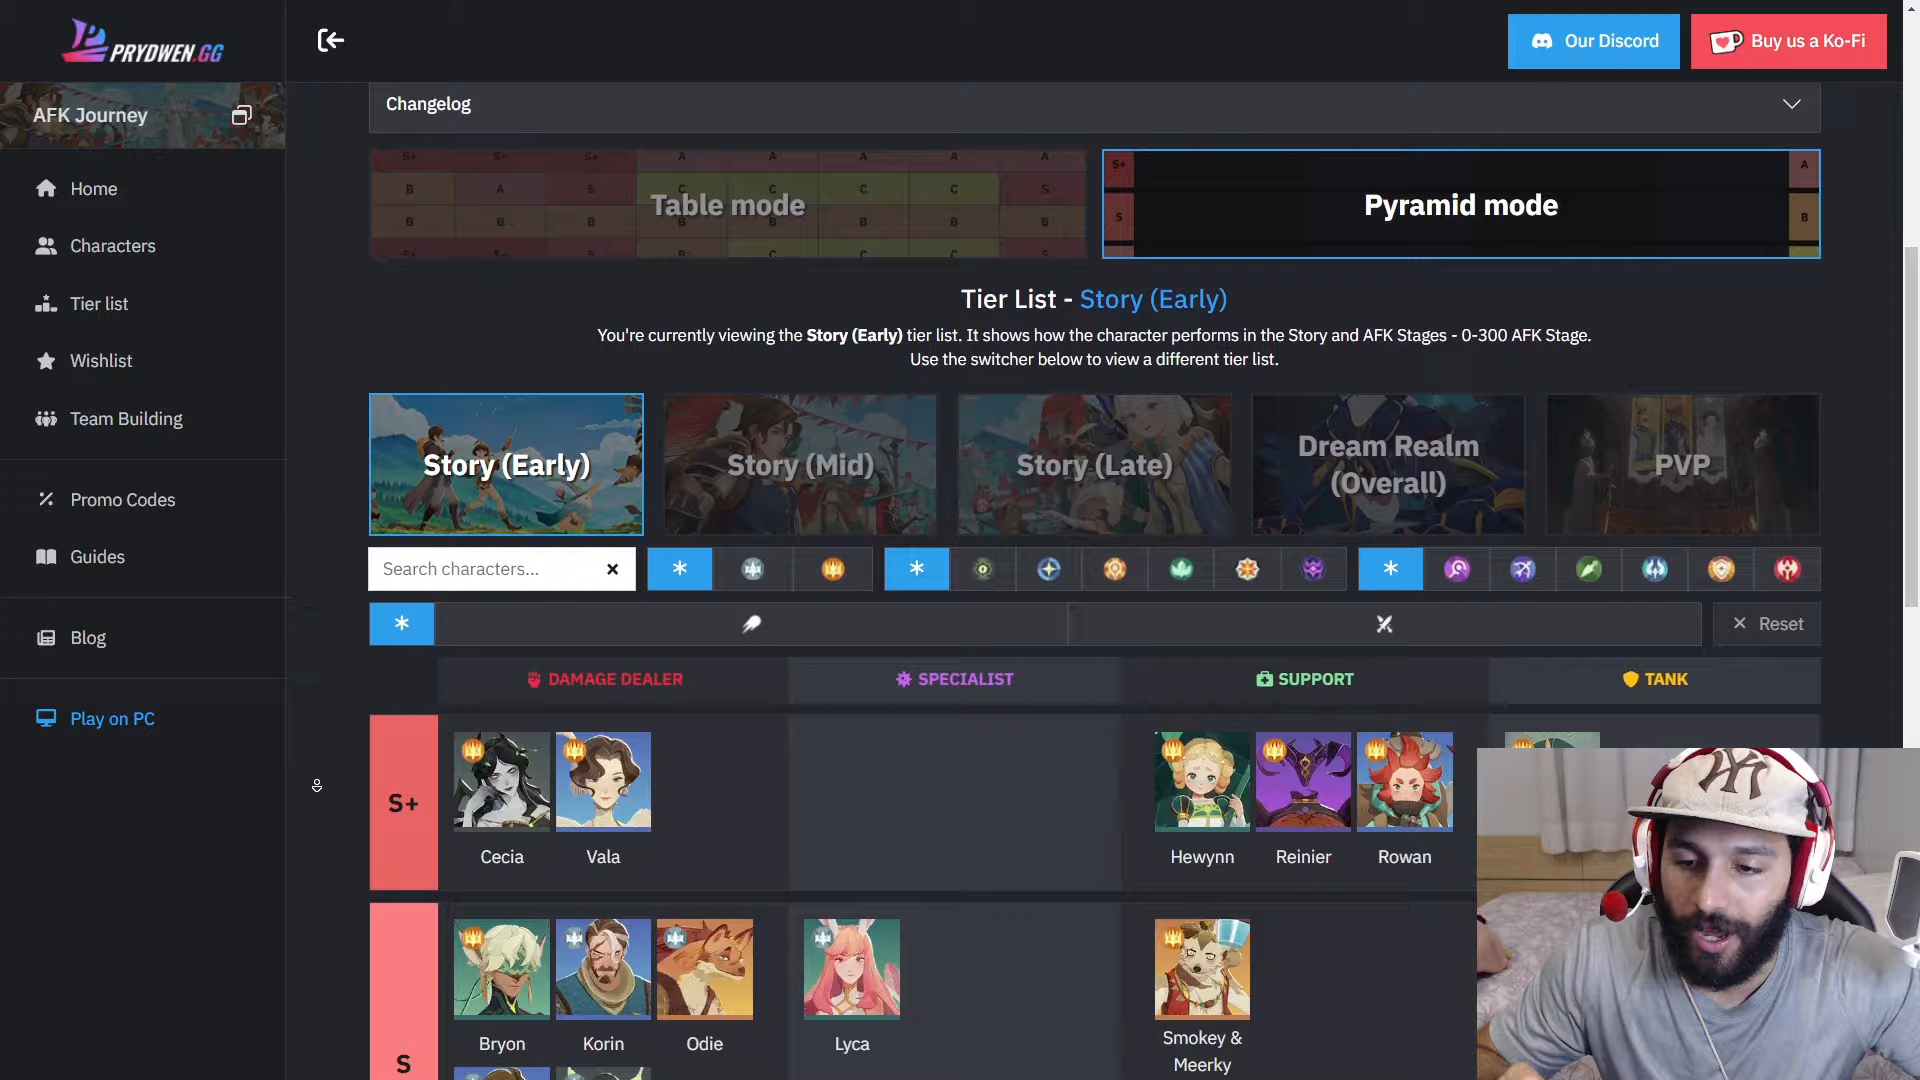 PRYDWEN.GG
Our Discord
Buy us a Ko-Fi
AFK Journey
Home
Characters
Tier list
Wishlist
Team Building
Promo Codes
Guides
Blog
Play on PC
Changelog
S+ S+ S+ A A A A A
B A S C C C C S
B B B B B B B B
Table mode
S+ A
S B
Pyramid mode
Tier List - Story (Early)
You're currently viewing the Story (Early) tier list. It shows how the character performs in the Story and AFK Stages - 0-300 AFK Stage.
Use the switcher below to view a different tier list.
Story (Early)
Story (Mid)
Story (Late)
Dream Realm
(Overall)
PVP
Search characters...
Reset
DAMAGE DEALER
SPECIALIST
SUPPORT
TANK
S+
Cecia
Vala
Hewynn
Reinier
Rowan
S
Bryon
Korin
Odie
Lyca
Smokey &
Meerky